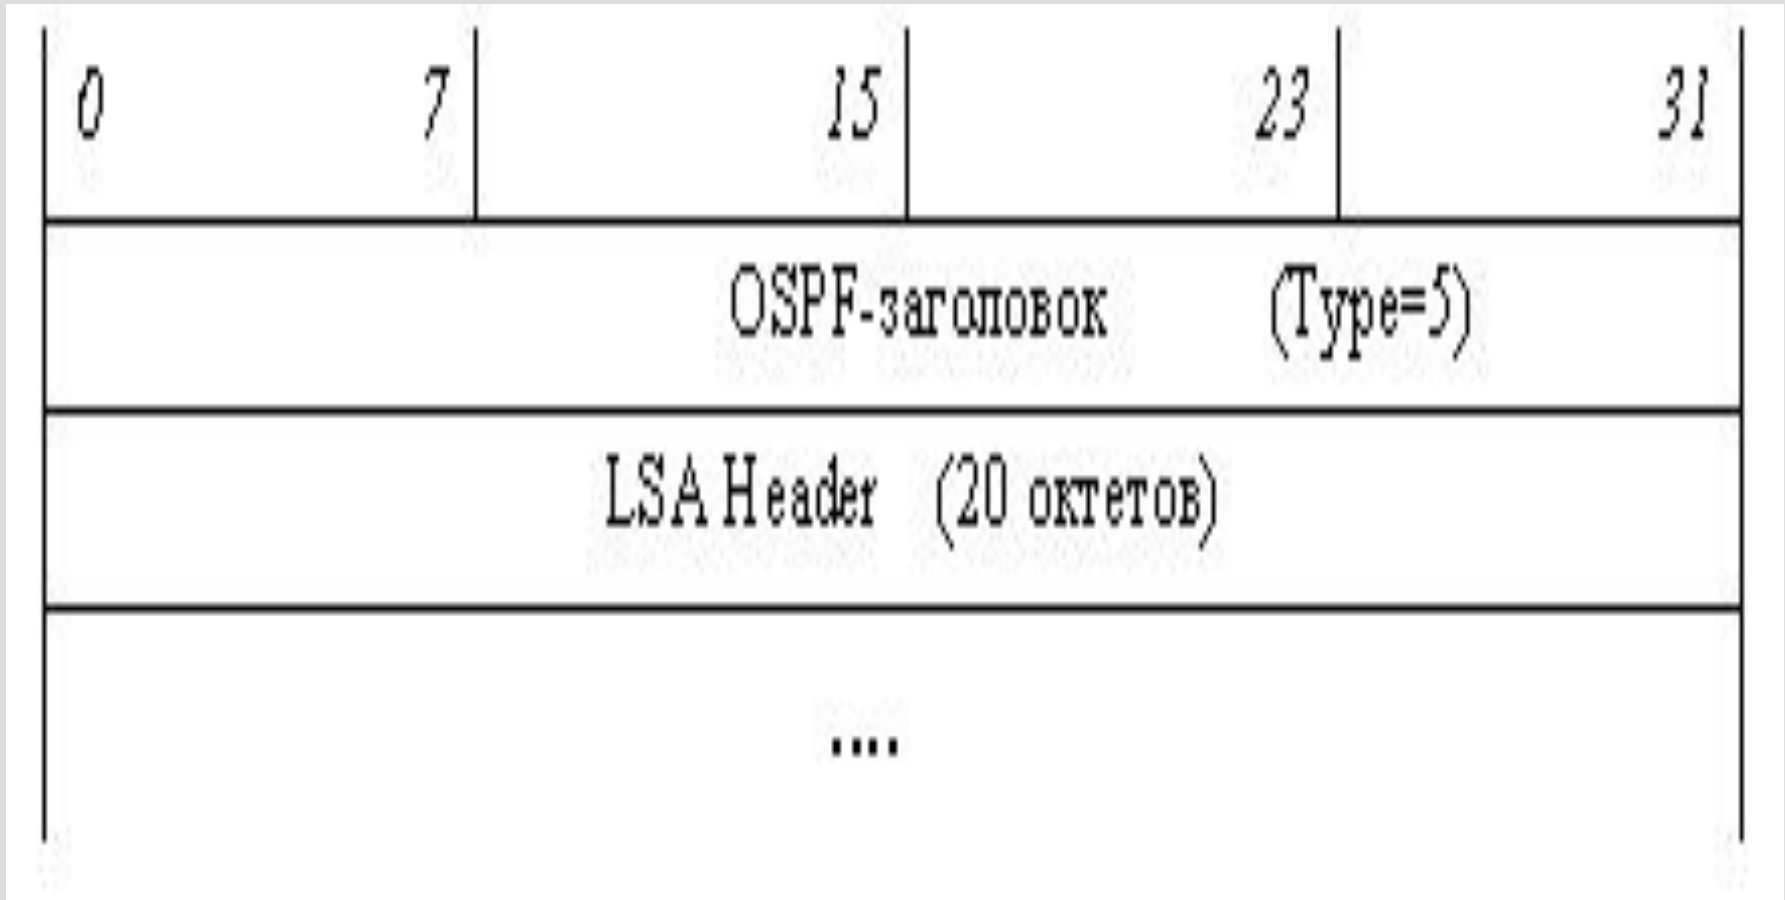 0 7 15 23 31
OSPF-заголовок (Type=5)
LSA Header (20 октетов)
....